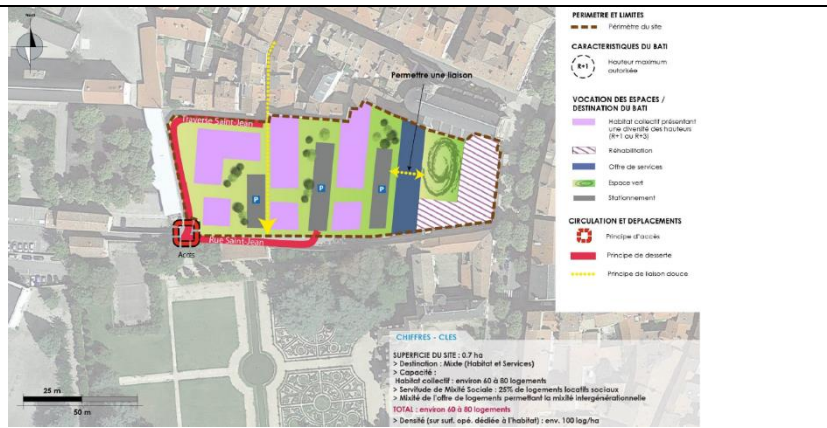 Nord
Permettre une liaison
Traverse Saint-Jean
P
P
P
Rue Saint-Jean
Accès
25 m
50 m
PERIMETRE ET LIMITES
Périmètre du site
CARACTERISTIQUES DU BATI
R+1
Hauteur maximum
autorisée
VOCATION DES ESPACES /
DESTINATION DU BATI
Habitat collectif présentant
une diversité des hauteurs
(R+1 au R+3)
Réhabilitation
Offre de services
Espace vert
Stationnement
CIRCULATION ET DEPLACEMENTS
Principe d'accès
Principe de desserte
Principe de liaison douce
CHIFFRES - CLES
SUPERFICIE DU SITE : 0.7 ha
> Destination : Mixte (Habitat et Services)
> Capacité :
Habitat collectif : environ 60 à 80 logements
> Servitude de Mixité Sociale : 25% de logements locatifs sociaux
> Mixité de l'offre de logements permettant la mixité intergénérationnelle
TOTAL : environ 60 à 80 logements
> Densité (sur surf. opé. dédiée à l'habitat) : env. 100 log/ha